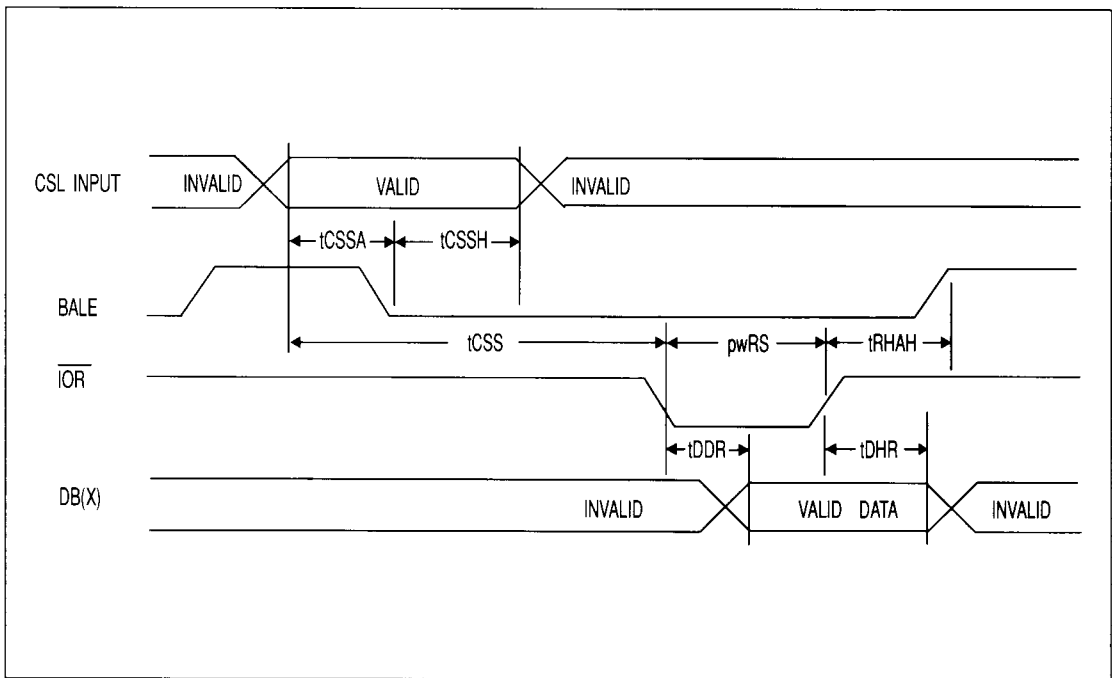 CSL INPUT INVALID VALID INVALID
tCSSA tCSSH
BALE
tCSS pwRS tRHAH
IOR
tDDR tDHR
DB(X)
INVALID VALID DATA INVALID